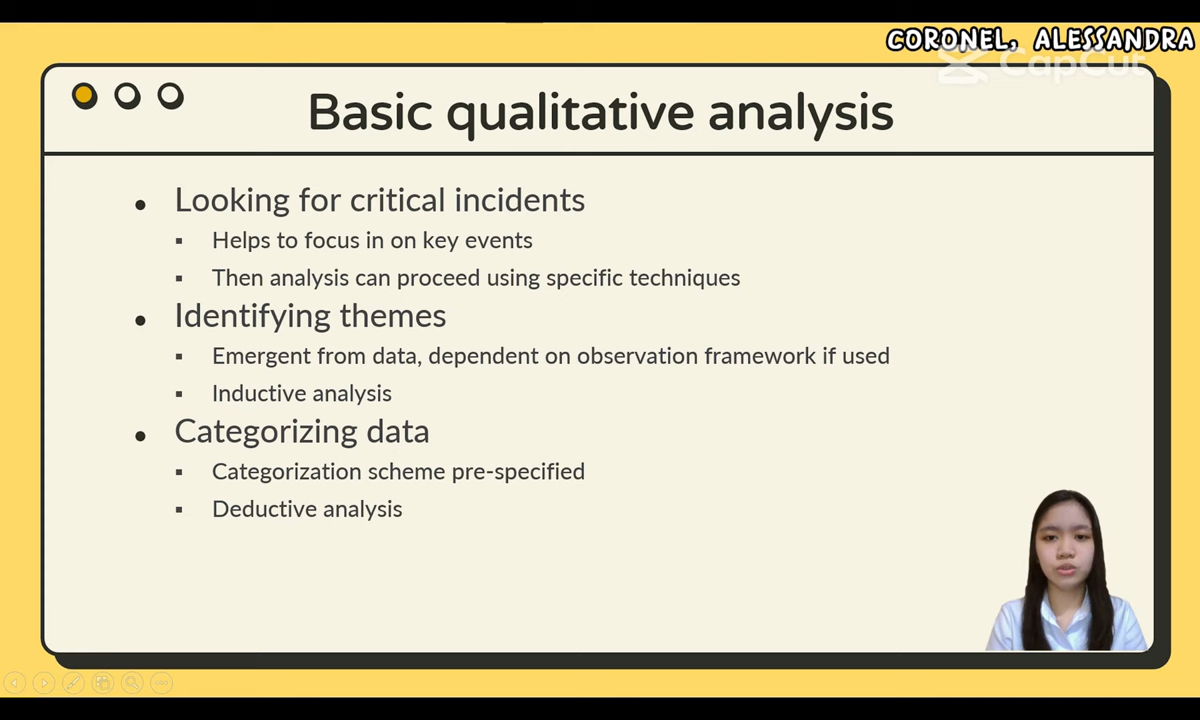 CORONEL, ALESSANDRA
CapCut
Basic qualitative analysis
• Looking for critical incidents
▪ Helps to focus in on key events
▪ Then analysis can proceed using specific techniques
• Identifying themes
▪ Emergent from data, dependent on observation framework if used
▪ Inductive analysis
• Categorizing data
▪ Categorization scheme pre-specified
▪ Deductive analysis